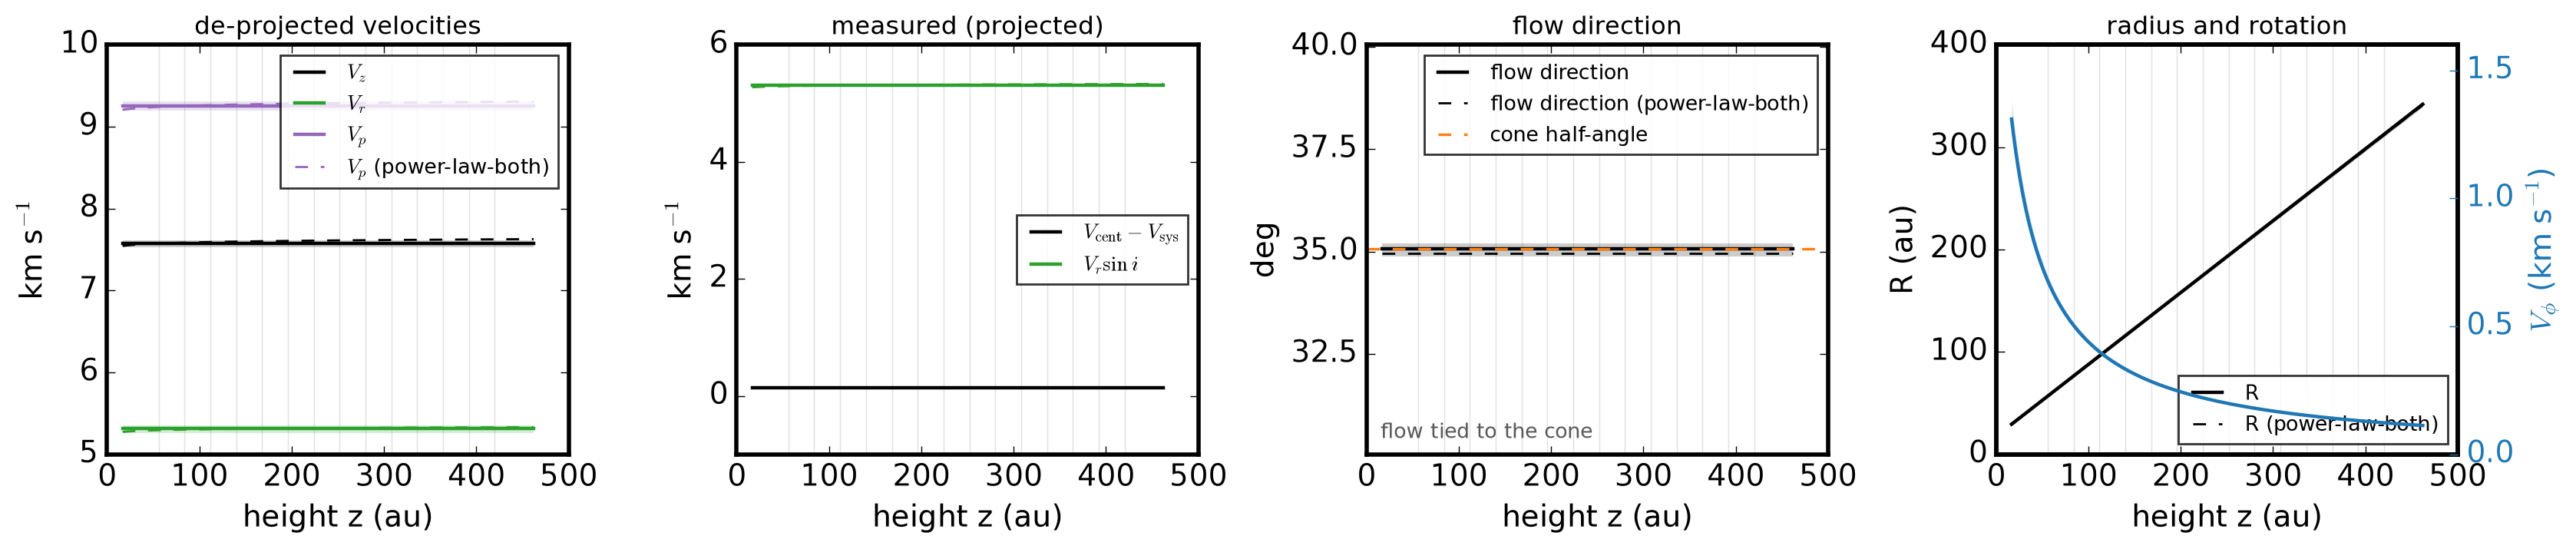 de-projected velocities
10
9
8
7
6
5
km s⁻¹
V_z
V_r
V_p
V_p (power-law-both)
0 100 200 300 400 500
height z (au)
measured (projected)
6
4
2
0
km s⁻¹
V_cent − V_sys
V_r sin i
0 100 200 300 400 500
height z (au)
flow direction
40.0
37.5
35.0
32.5
deg
flow direction
flow direction (power-law-both)
cone half-angle
flow tied to the cone
0 100 200 300 400 500
height z (au)
radius and rotation
400
300
200
100
0
R (au)
R
R (power-law-both)
1.5
1.0
0.5
0.0
V_ϕ (km s⁻¹)
0 100 200 300 400 500
height z (au)